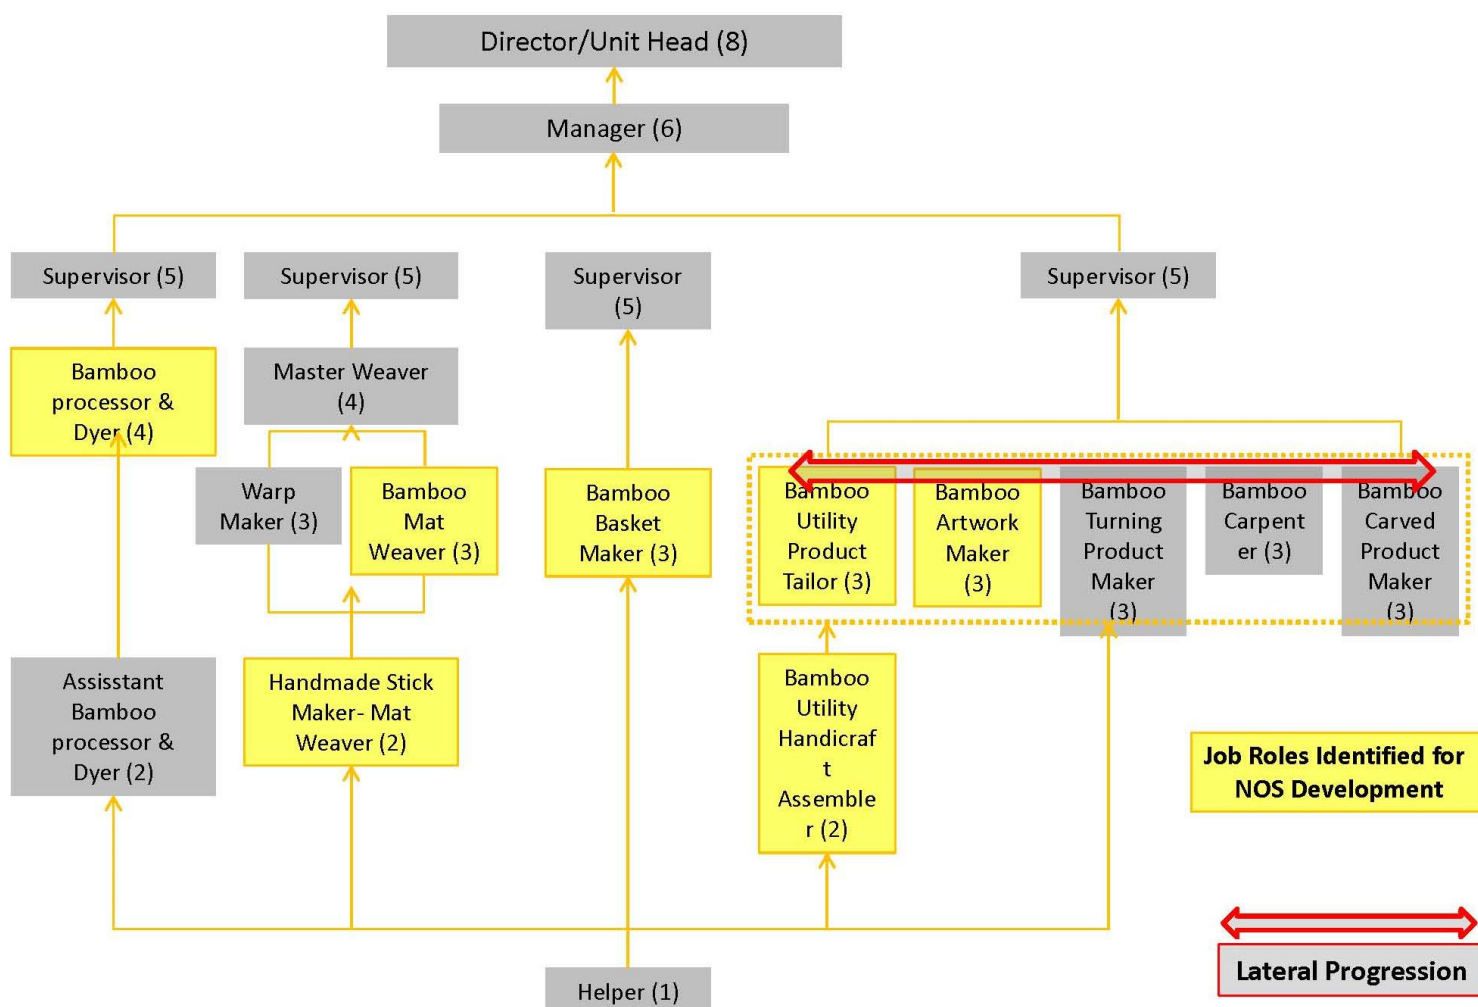 Director/Unit Head (8)
Manager (6)
Supervisor (5)
Supervisor (5)
Supervisor
(5)
Supervisor (5)
Bamboo
processor &
Dyer (4)
Master Weaver
(4)
Warp
Maker (3)
Bamboo
Mat
Weaver (3)
Bamboo
Basket
Maker (3)
Bamboo
Utility
Product
Tailor (3)
Bamboo
Artwork
Maker
(3)
Bamboo
Turning
Product
Maker
(3)
Bamboo
Carpent
er (3)
Bamboo
Carved
Product
Maker
(3)
Assisstant
Bamboo
processor &
Dyer (2)
Handmade Stick
Maker- Mat
Weaver (2)
Bamboo
Utility
Handicraf
t
Assemble
r (2)
Job Roles Identified for
NOS Development
Helper (1)
Lateral Progression